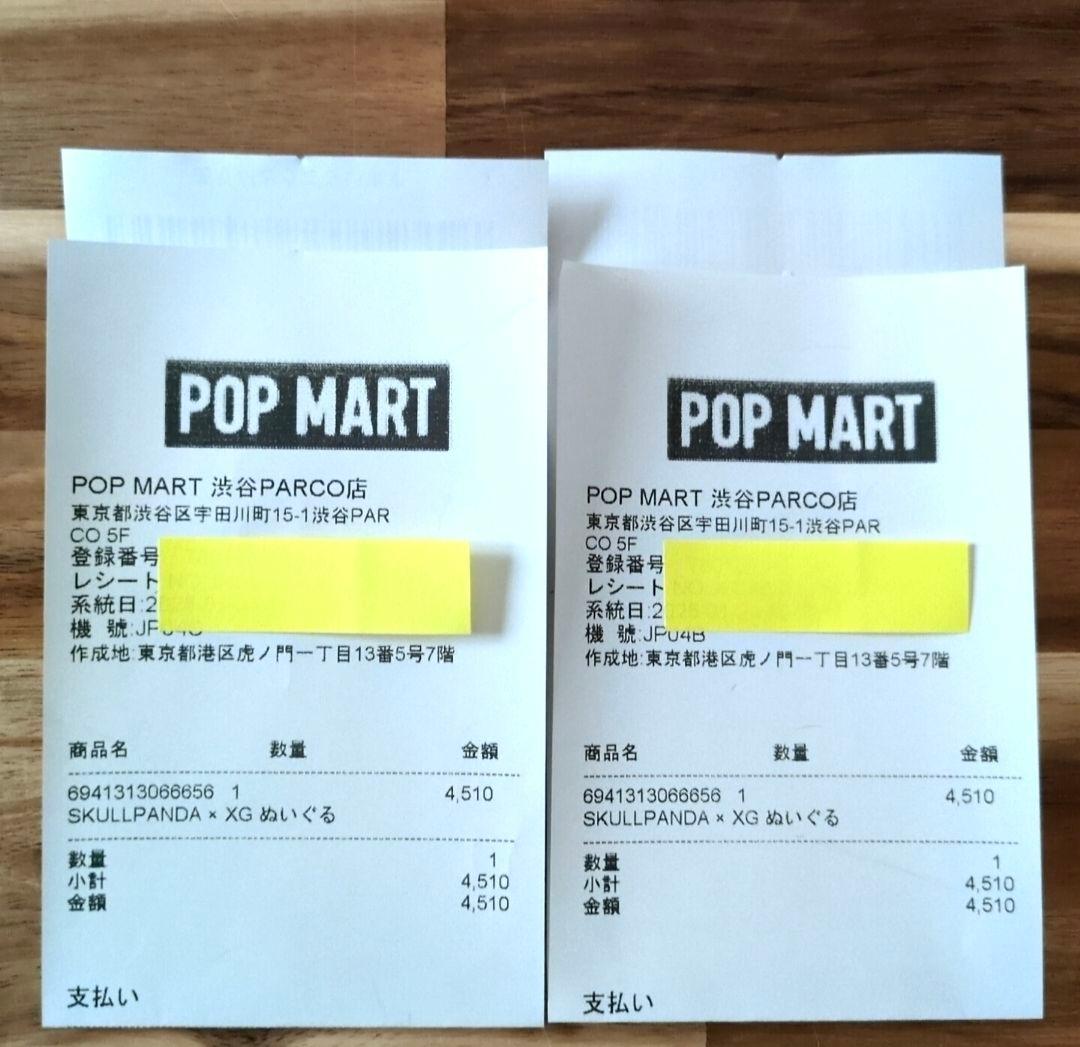 POP MART
POP MART 渋谷PARCO店
東京都渋谷区宇田川町15-1渋谷PAR
CO 5F
登録番号
レシート
系統日:2
機 號:JP04
作成地:東京都港区虎ノ門一丁目13番5号7階
商品名 数量 金額
6941313066656 1 4,510
SKULLPANDA × XG ぬいぐる
数量 1
小計 4,510
金額 4,510
支払い
POP MART
POP MART 渋谷PARCO店
東京都渋谷区宇田川町15-1渋谷PAR
CO 5F
登録番号
レシート
系統日:2
機 號:JP04B
作成地:東京都港区虎ノ門一丁目13番5号7階
商品名 数量 金額
6941313066656 1 4,510
SKULLPANDA × XG ぬいぐる
数量 1
小計 4,510
金額 4,510
支払い